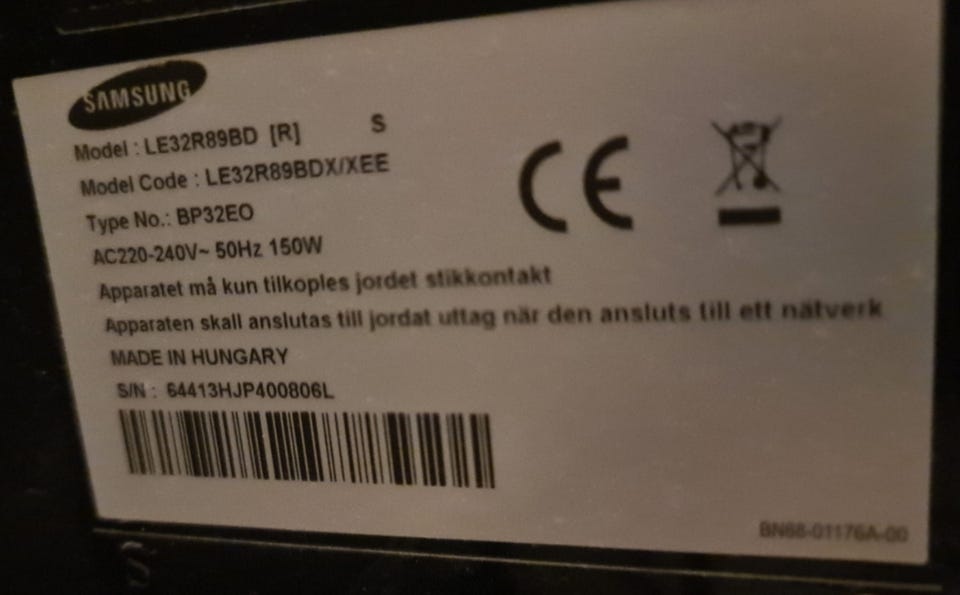 SAMSUNG
Model : LE32R89BD [R] S
Model Code : LE32R89BDX/XEE
Type No.: BP32EO
AC220-240V~ 50Hz 150W
Apparatet må kun tilkoples jordet stikkontakt
Apparaten skall anslutas till jordat uttag när den ansluts till ett nätverk
MADE IN HUNGARY
S/N : 64413HJP400806L
CE
BN68-01176A-00
S